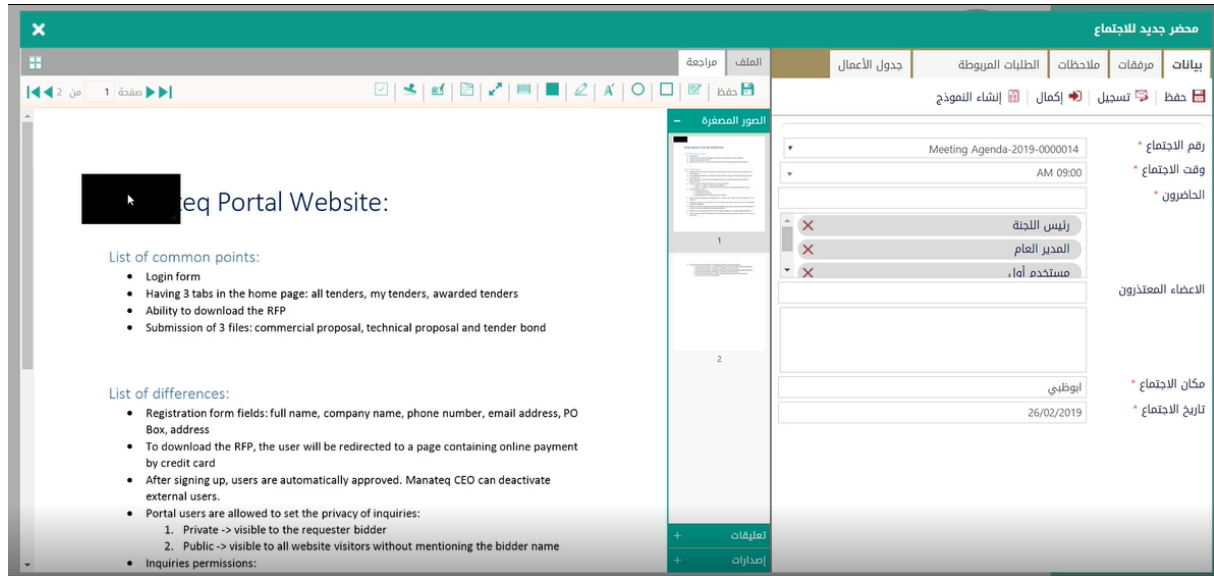 محضر جديد للاجتماع
بيانات
مرفقات
ملاحظات
الطلبات المربوطة
جدول الأعمال
حفظ
تسجيل
إكمال
إنشاء النموذج
رقم الاجتماع *
Meeting Agenda-2019-0000014
وقت الاجتماع *
09:00 AM
الحاضرون *
رئيس اللجنة
المدير العام
مستخدم أول
الاعضاء المعتذرون
مكان الاجتماع *
ابوظبي
تاريخ الاجتماع *
26/02/2019
الملف
مراجعة
حفظ
صفحة 1 من 2
الصور المصغرة
1
2
تعليقات
إصدارات
eq Portal Website:
List of common points:
• Login form
• Having 3 tabs in the home page: all tenders, my tenders, awarded tenders
• Ability to download the RFP
• Submission of 3 files: commercial proposal, technical proposal and tender bond
List of differences:
• Registration form fields: full name, company name, phone number, email address, PO
Box, address
• To download the RFP, the user will be redirected to a page containing online payment
by credit card
• After signing up, users are automatically approved. Manateq CEO can deactivate
external users.
• Portal users are allowed to set the privacy of inquiries:
1. Private -> visible to the requester bidder
2. Public -> visible to all website visitors without mentioning the bidder name
• Inquiries permissions: